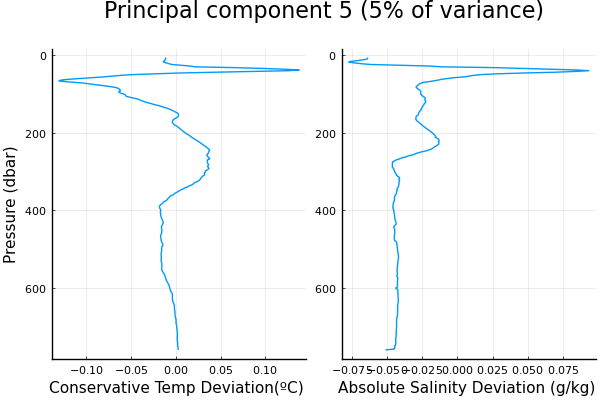 Principal component 5 (5% of variance)
Pressure (dbar)
0
200
400
600
−0.10 −0.05 0.00 0.05 0.10
Conservative Temp Deviation(ºC)
0
200
400
600
−0.075 −0.050 −0.025 0.000 0.025 0.050 0.075
Absolute Salinity Deviation (g/kg)